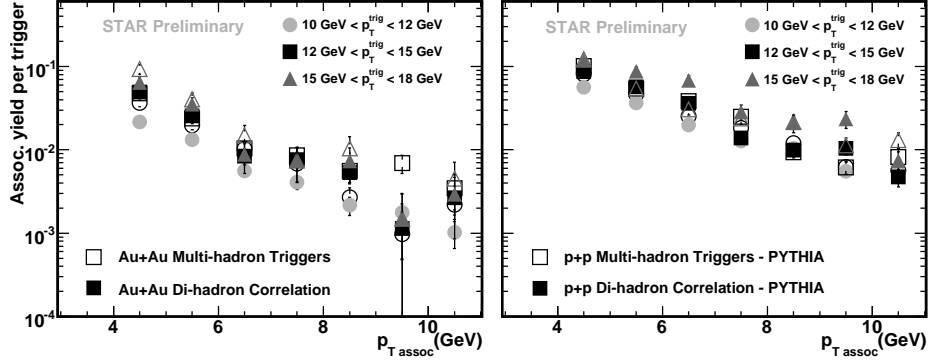 Assoc. yield per trigger
10^-1
10^-2
10^-3
10^-4
STAR Preliminary
10 GeV < p_T^trig < 12 GeV
12 GeV < p_T^trig < 15 GeV
15 GeV < p_T^trig < 18 GeV
Au+Au Multi-hadron Triggers
Au+Au Di-hadron Correlation
4 6 8 10
p_T assoc (GeV)
STAR Preliminary
10 GeV < p_T^trig < 12 GeV
12 GeV < p_T^trig < 15 GeV
15 GeV < p_T^trig < 18 GeV
p+p Multi-hadron Triggers - PYTHIA
p+p Di-hadron Correlation - PYTHIA
4 6 8 10
p_T assoc (GeV)